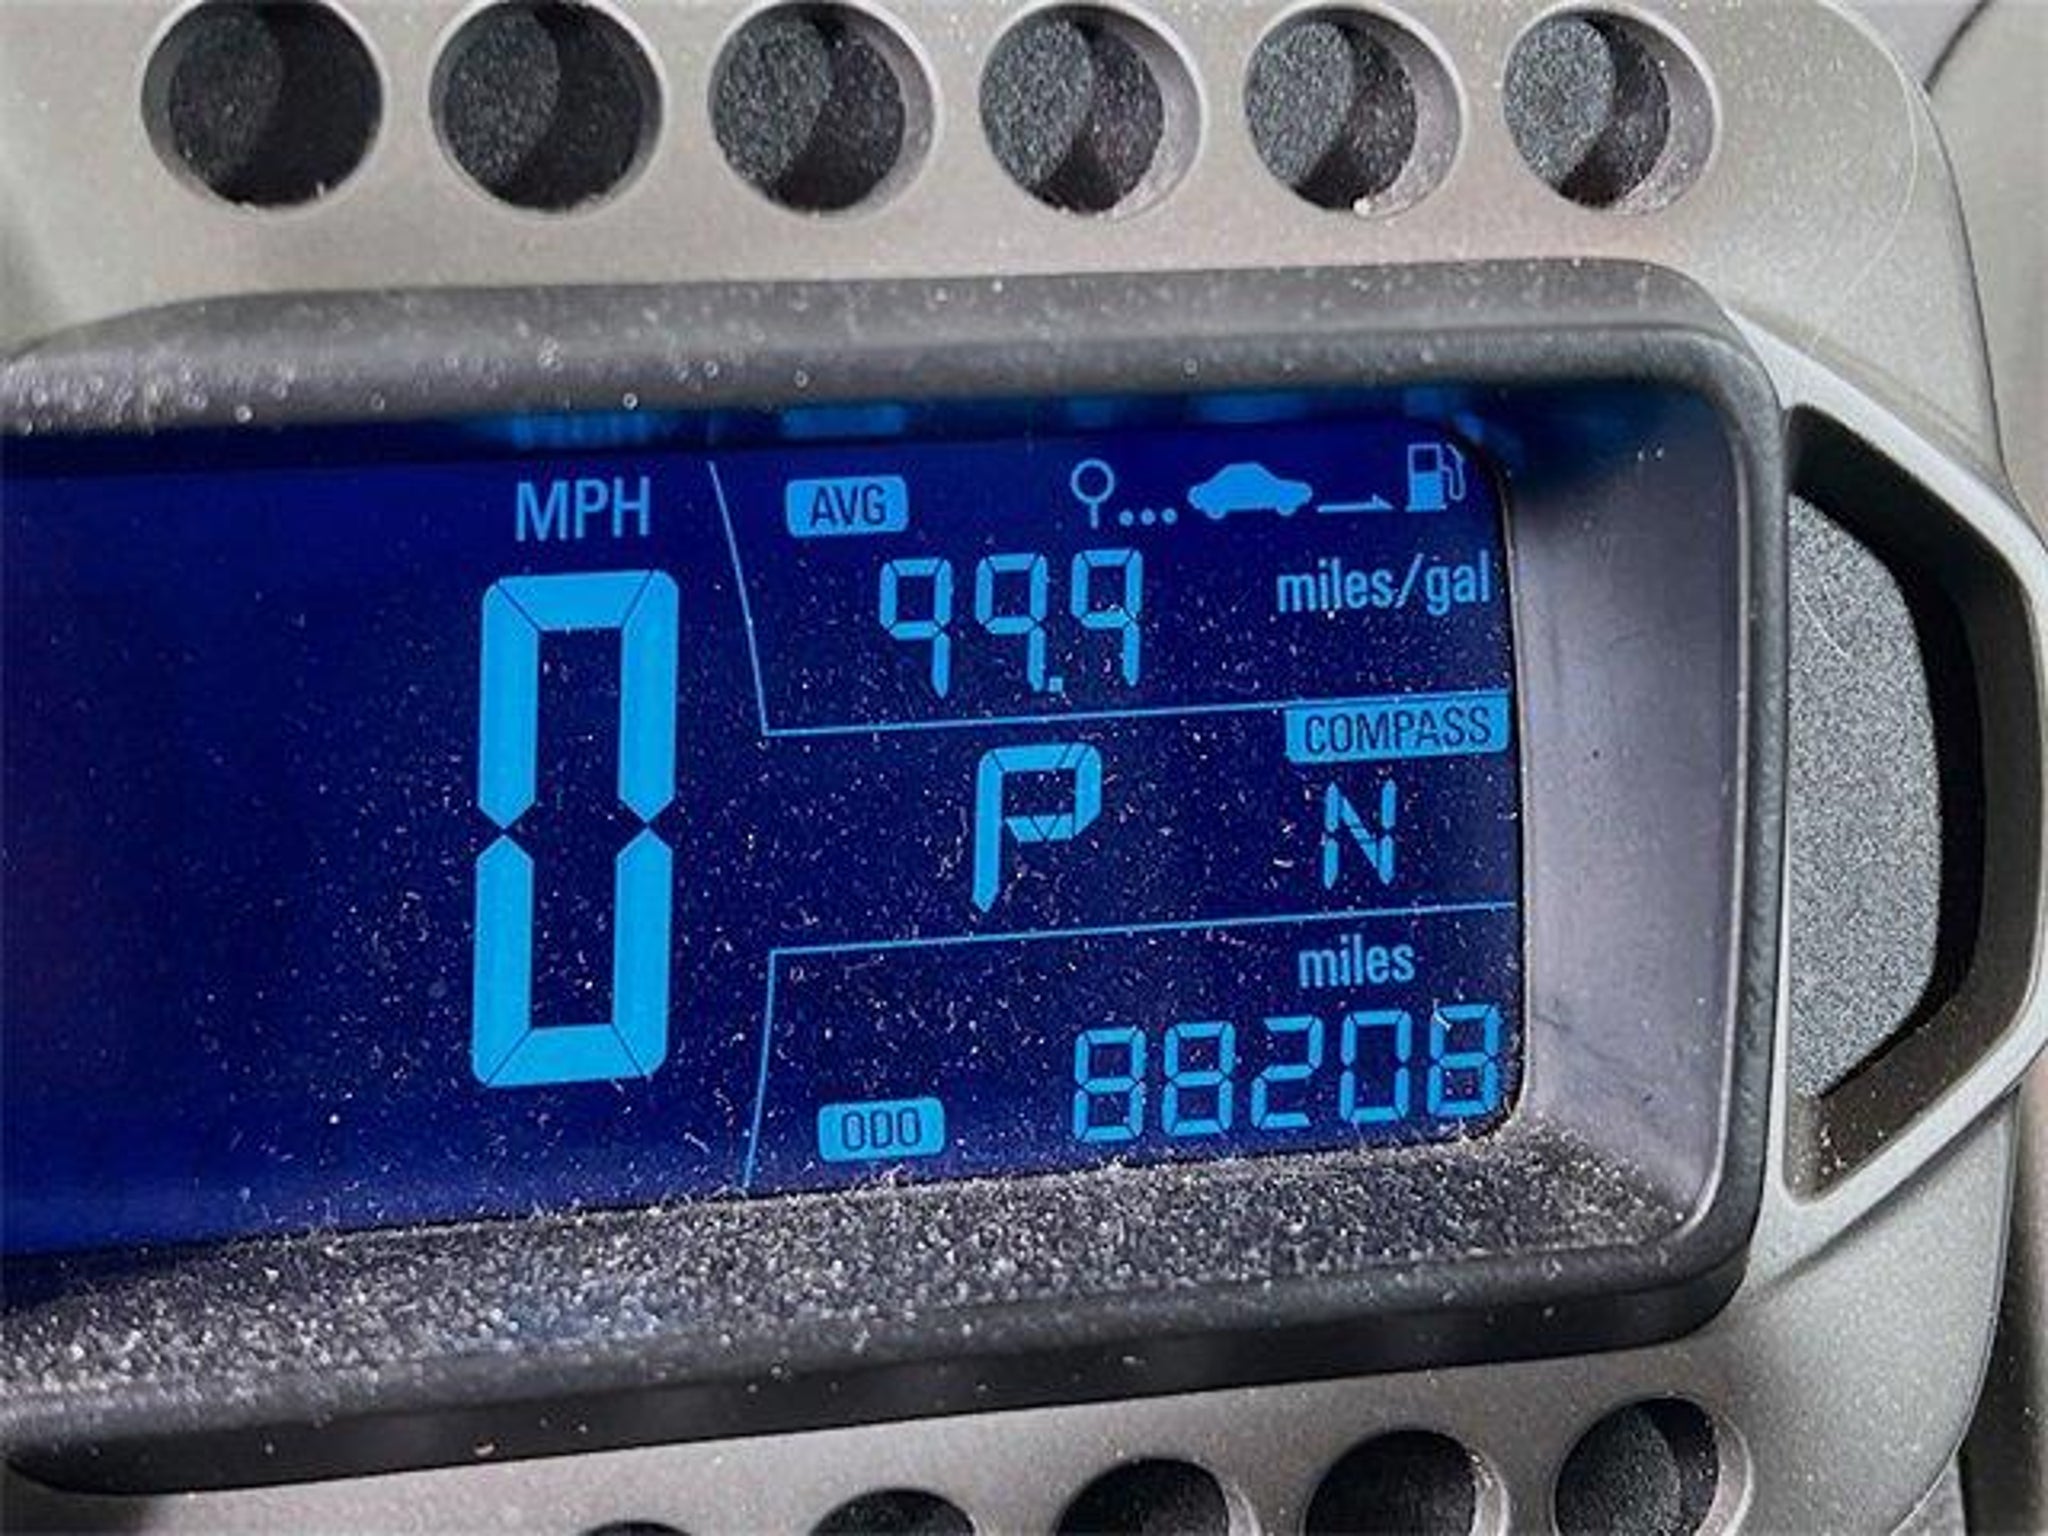 MPH
0
AVG
99.9 miles/gal
COMPASS
P N
miles
88208
ODO